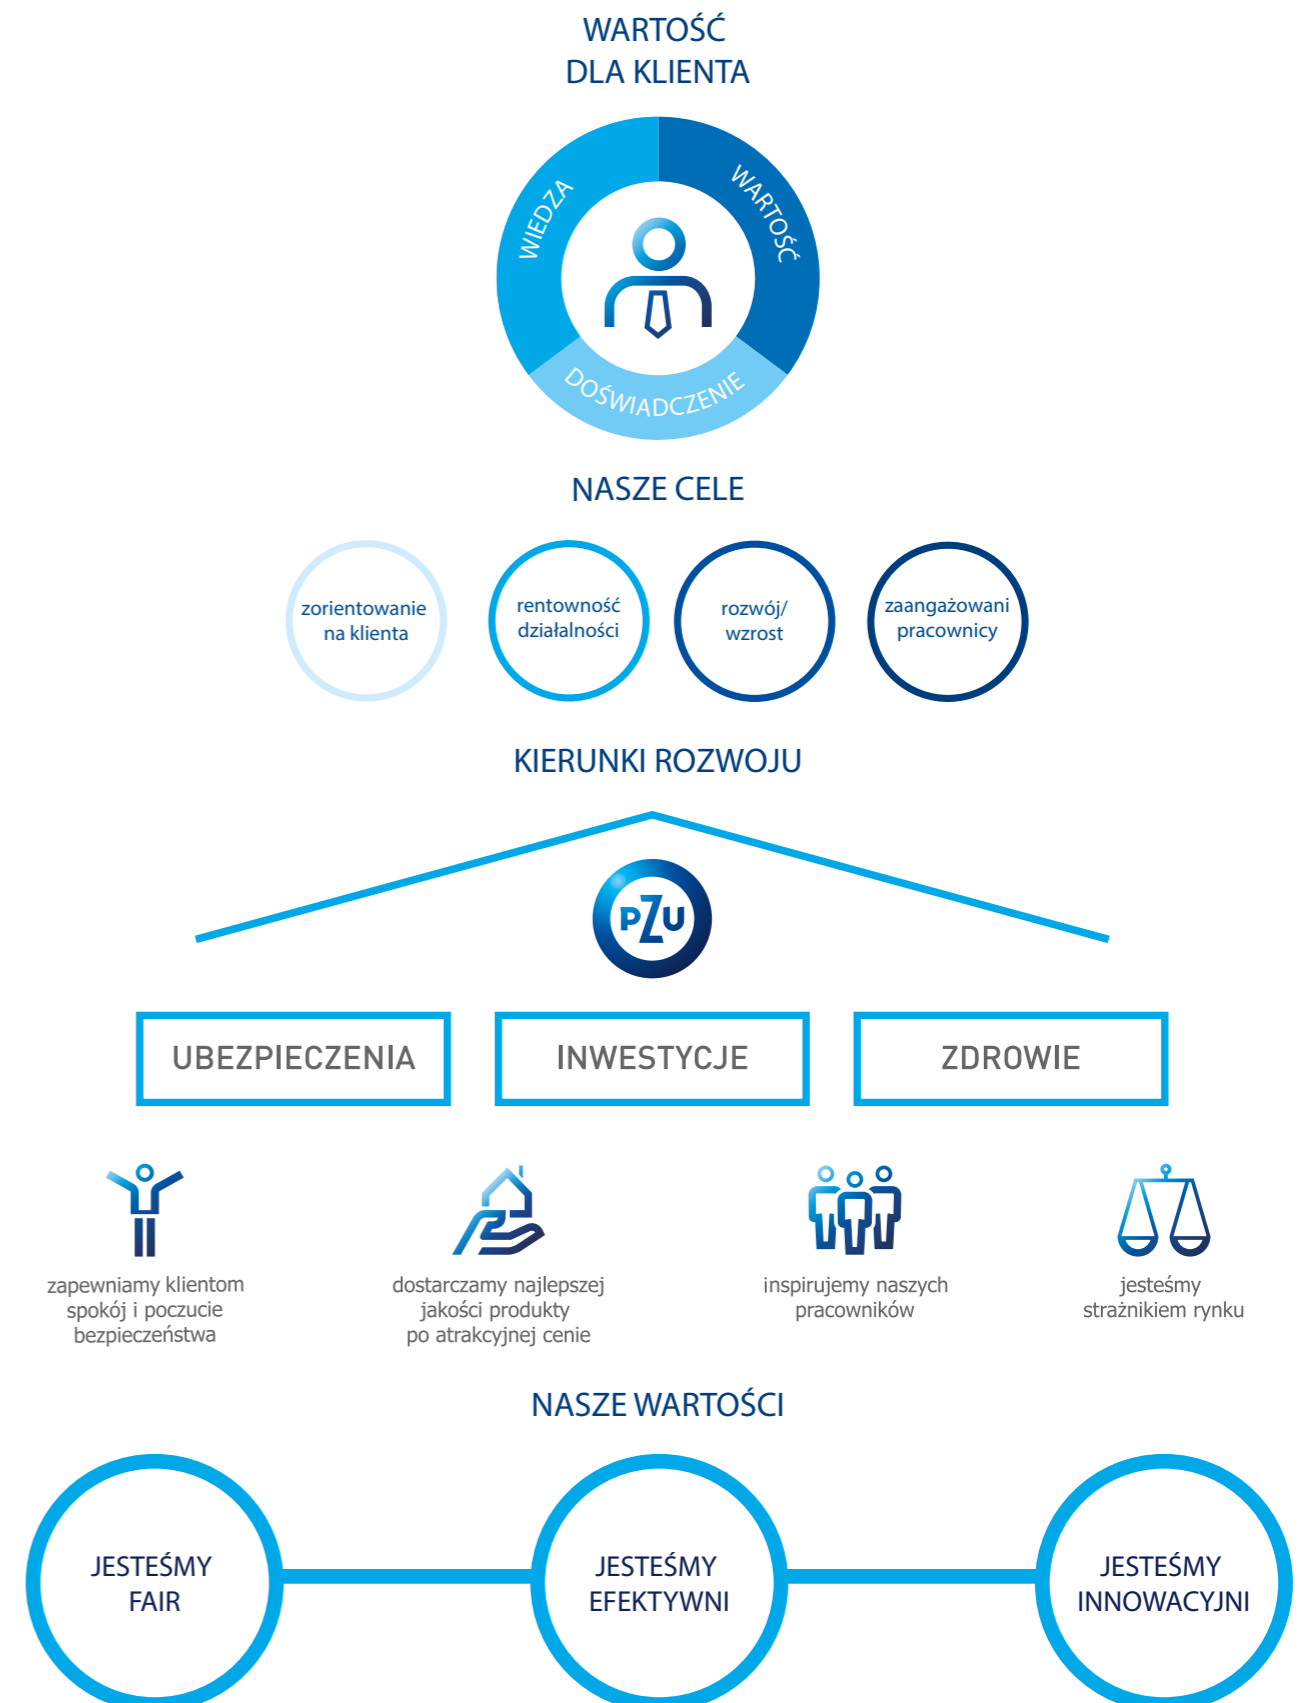 WARTOŚĆ
DLA KLIENTA
WIEDZA
WARTOŚĆ
DOŚWIADCZENIE
NASZE CELE
zorientowanie
na klienta
rentowność
działalności
rozwój/
wzrost
zaangażowani
pracownicy
KIERUNKI ROZWOJU
PZU
UBEZPIECZENIA
INWESTYCJE
ZDROWIE
zapewniamy klientom
spokój i poczucie
bezpieczeństwa
dostarczamy najlepszej
jakości produkty
po atrakcyjnej cenie
inspirujemy naszych
pracowników
jesteśmy
strażnikiem rynku
NASZE WARTOŚCI
JESTEŚMY
FAIR
JESTEŚMY
EFEKTYWNI
JESTEŚMY
INNOWACYJNI